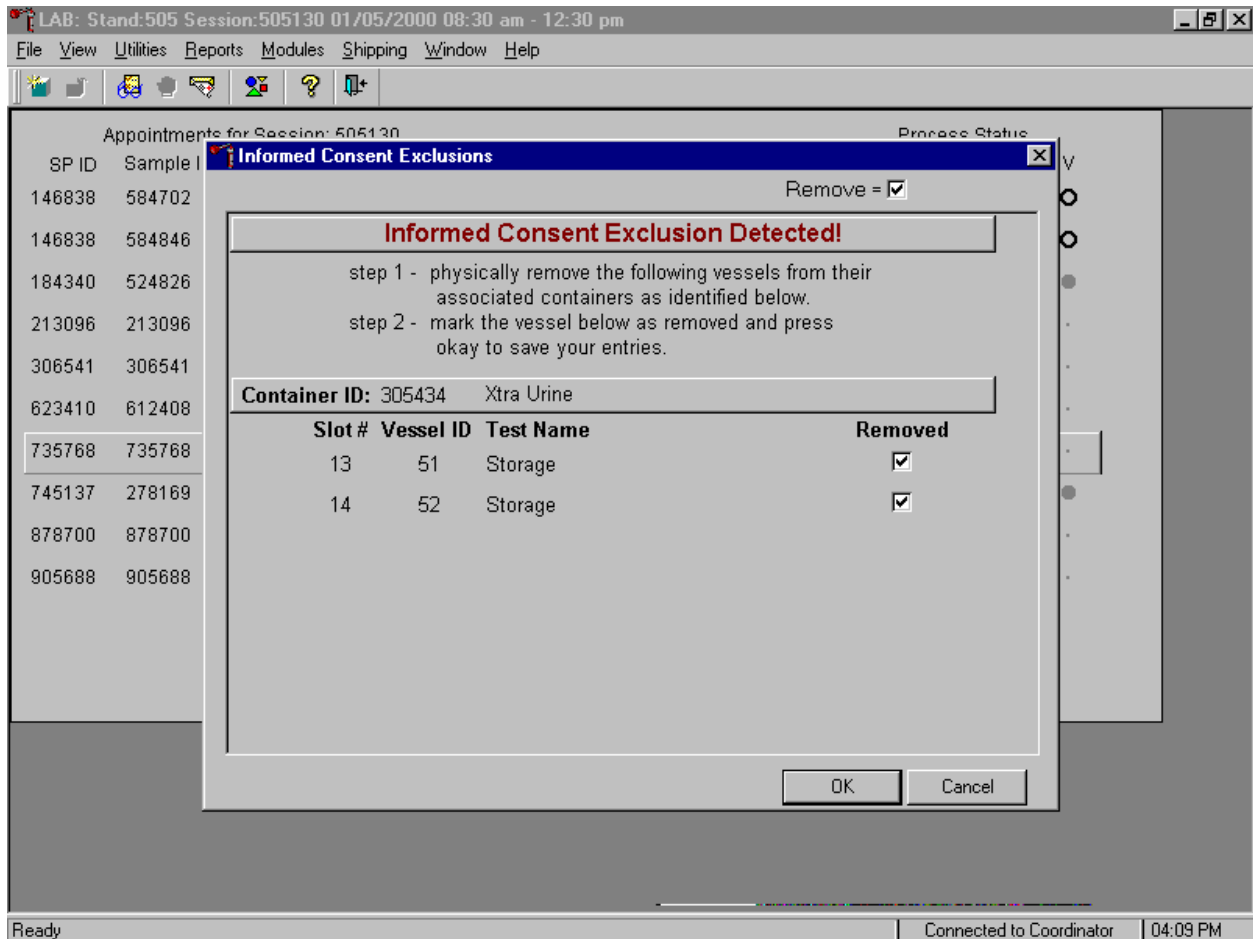 LAB: Stand:505 Session:505130 01/05/2000 08:30 am - 12:30 pm
File View Utilities Reports Modules Shipping Window Help
Appointments for Session: 505130 Process Status
SP ID Sample I V
Informed Consent Exclusions
Remove =
146838 584702
146838 584846
184340 524826
213096 213096
306541 306541
623410 612408
735768 735768
745137 278169
878700 878700
905688 905688
Informed Consent Exclusion Detected!
step 1 - physically remove the following vessels from their
associated containers as identified below.
step 2 - mark the vessel below as removed and press
okay to save your entries.
Container ID: 305434 Xtra Urine
Slot # Vessel ID Test Name Removed
13 51 Storage
14 52 Storage
OK Cancel
Ready Connected to Coordinator 04:09 PM